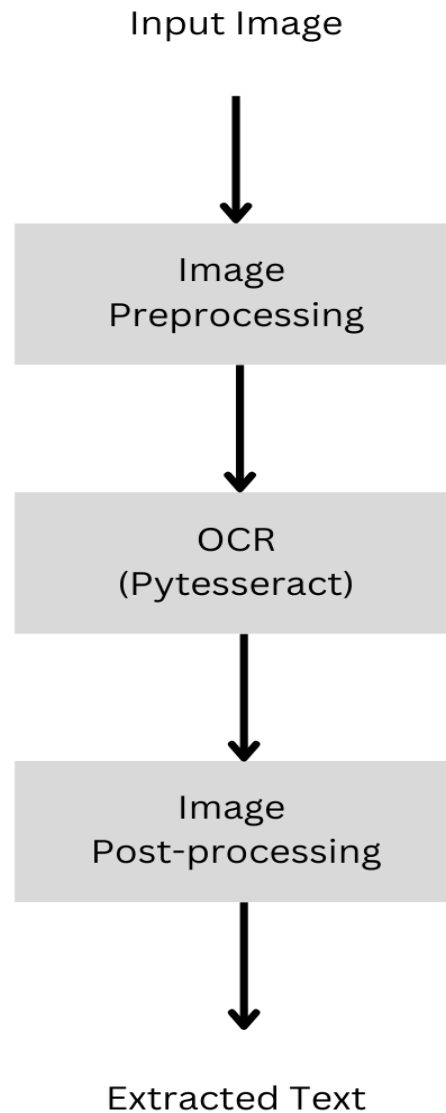 Input Image
Image
Preprocessing
OCR
(Pytesseract)
Image
Post-processing
Extracted Text